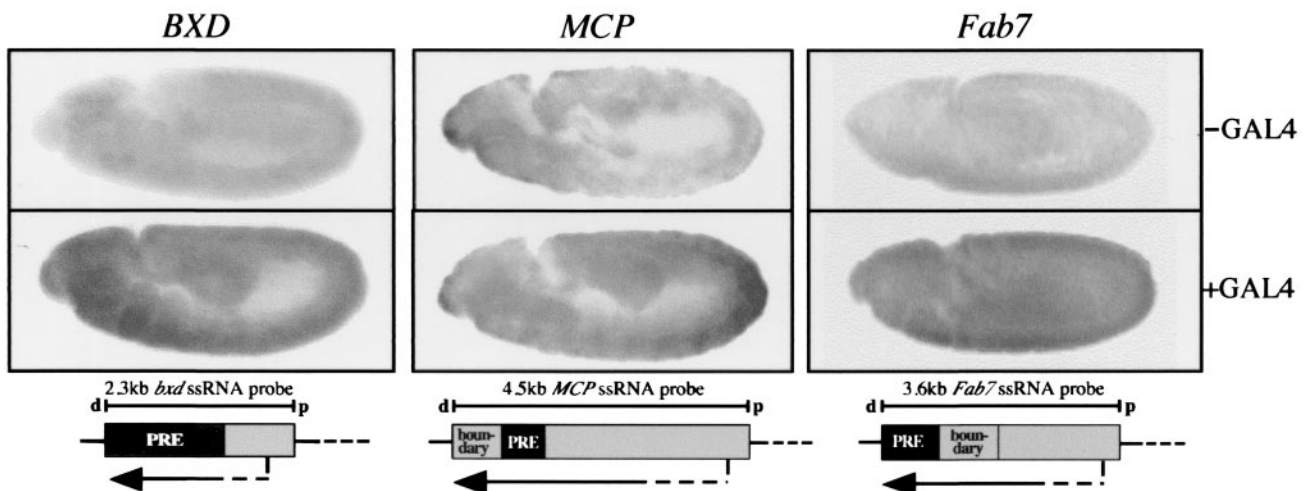 BXD MCP Fab7
-GAL4
+GAL4
2.3kb bxd ssRNA probe 4.5kb MCP ssRNA probe 3.6kb Fab7 ssRNA probe
d p d p d p
PRE boun-dary PRE PRE boun-dary